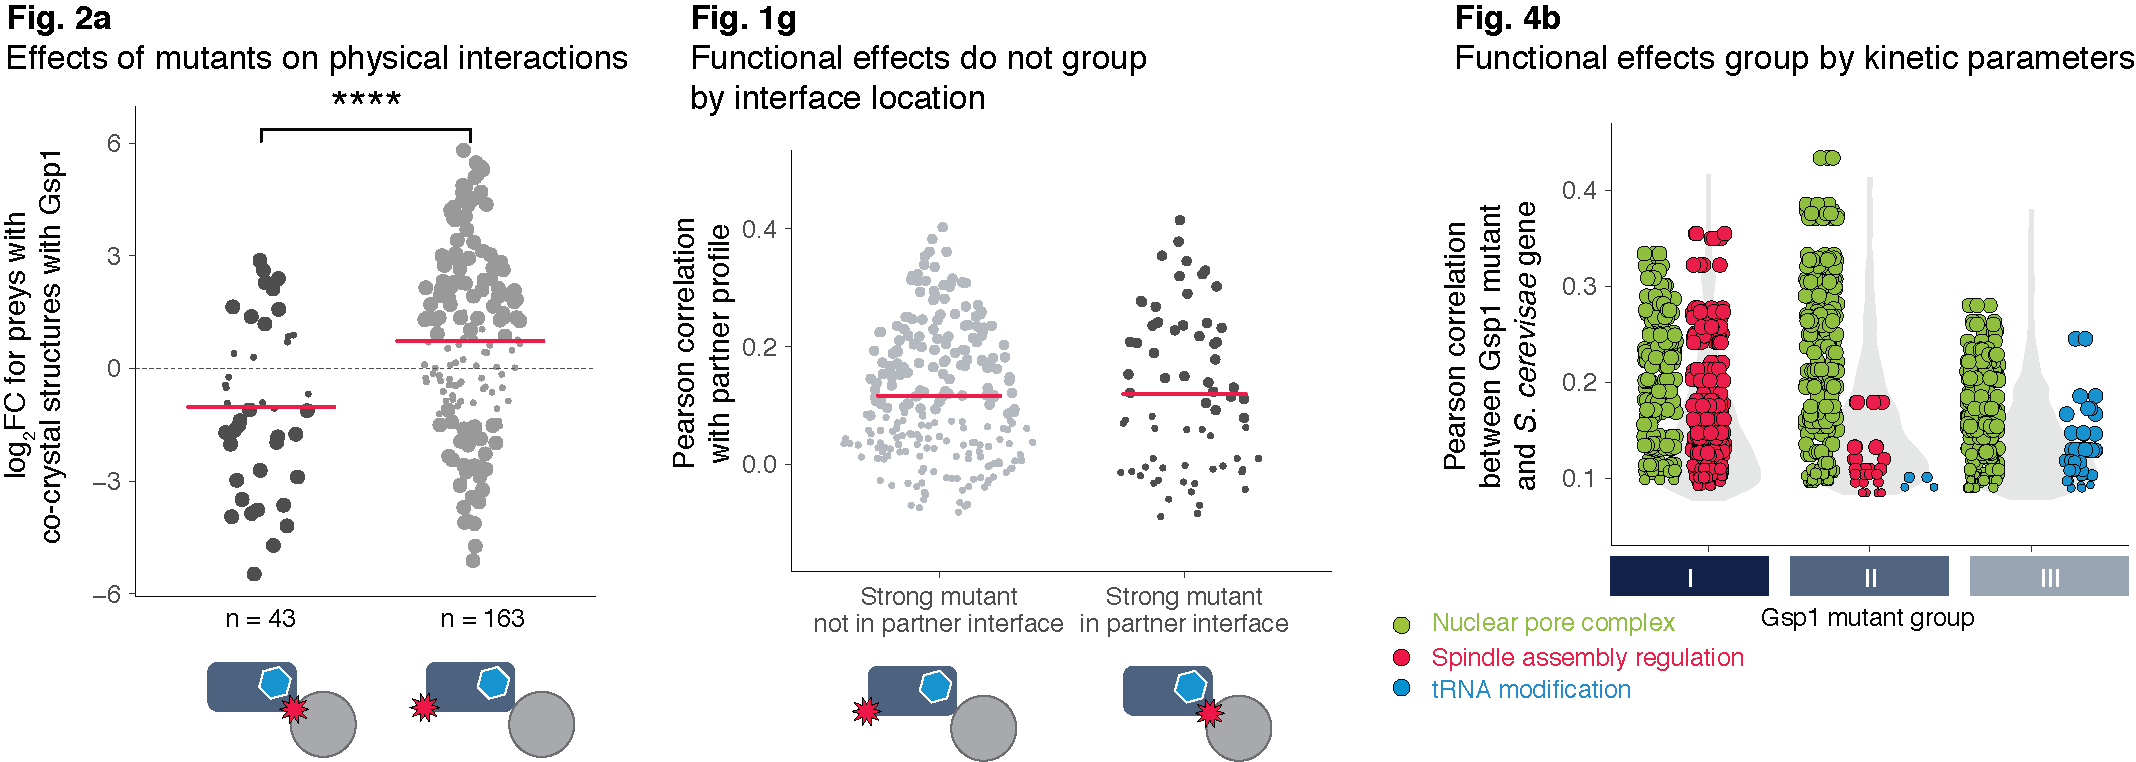 Fig. 2a
Effects of mutants on physical interactions
****
log2FC for preys with
co-crystal structures with Gsp1
6
3
0
−3
−6
n = 43
n = 163
Fig. 1g
Functional effects do not group
by interface location
Pearson correlation
with partner profile
0.4
0.2
0.0
Strong mutant
not in partner interface
Strong mutant
in partner interface
Fig. 4b
Functional effects group by kinetic parameters
Pearson correlation
between Gsp1 mutant
and S. cerevisae gene
0.4
0.3
0.2
0.1
I
II
III
Gsp1 mutant group
Nuclear pore complex
Spindle assembly regulation
tRNA modification